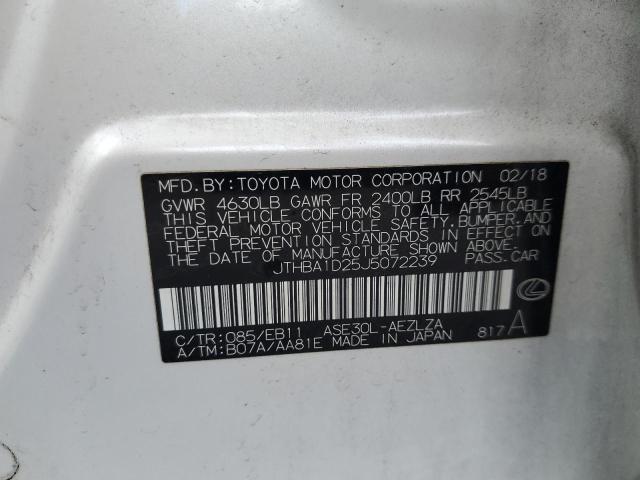 MFD.BY:TOYOTA MOTOR CORPORATION 02/18
GVWR 4630LB GAWR FR 2400LB RR 2545LB
THIS VEHICLE CONFORMS TO ALL APPLICABLE
FEDERAL MOTOR VEHICLE SAFETY,BUMPER,AND
THEFT PREVENTION STANDARDS IN EFFECT ON
THE DATE OF MANUFACTURE SHOWN ABOVE.
JTHBA1D25J5072239 PASS.CAR
C/TR:085/EB11 ASE30L-AEZLZA
A/TM:B07A/AA81E MADE IN JAPAN 817A